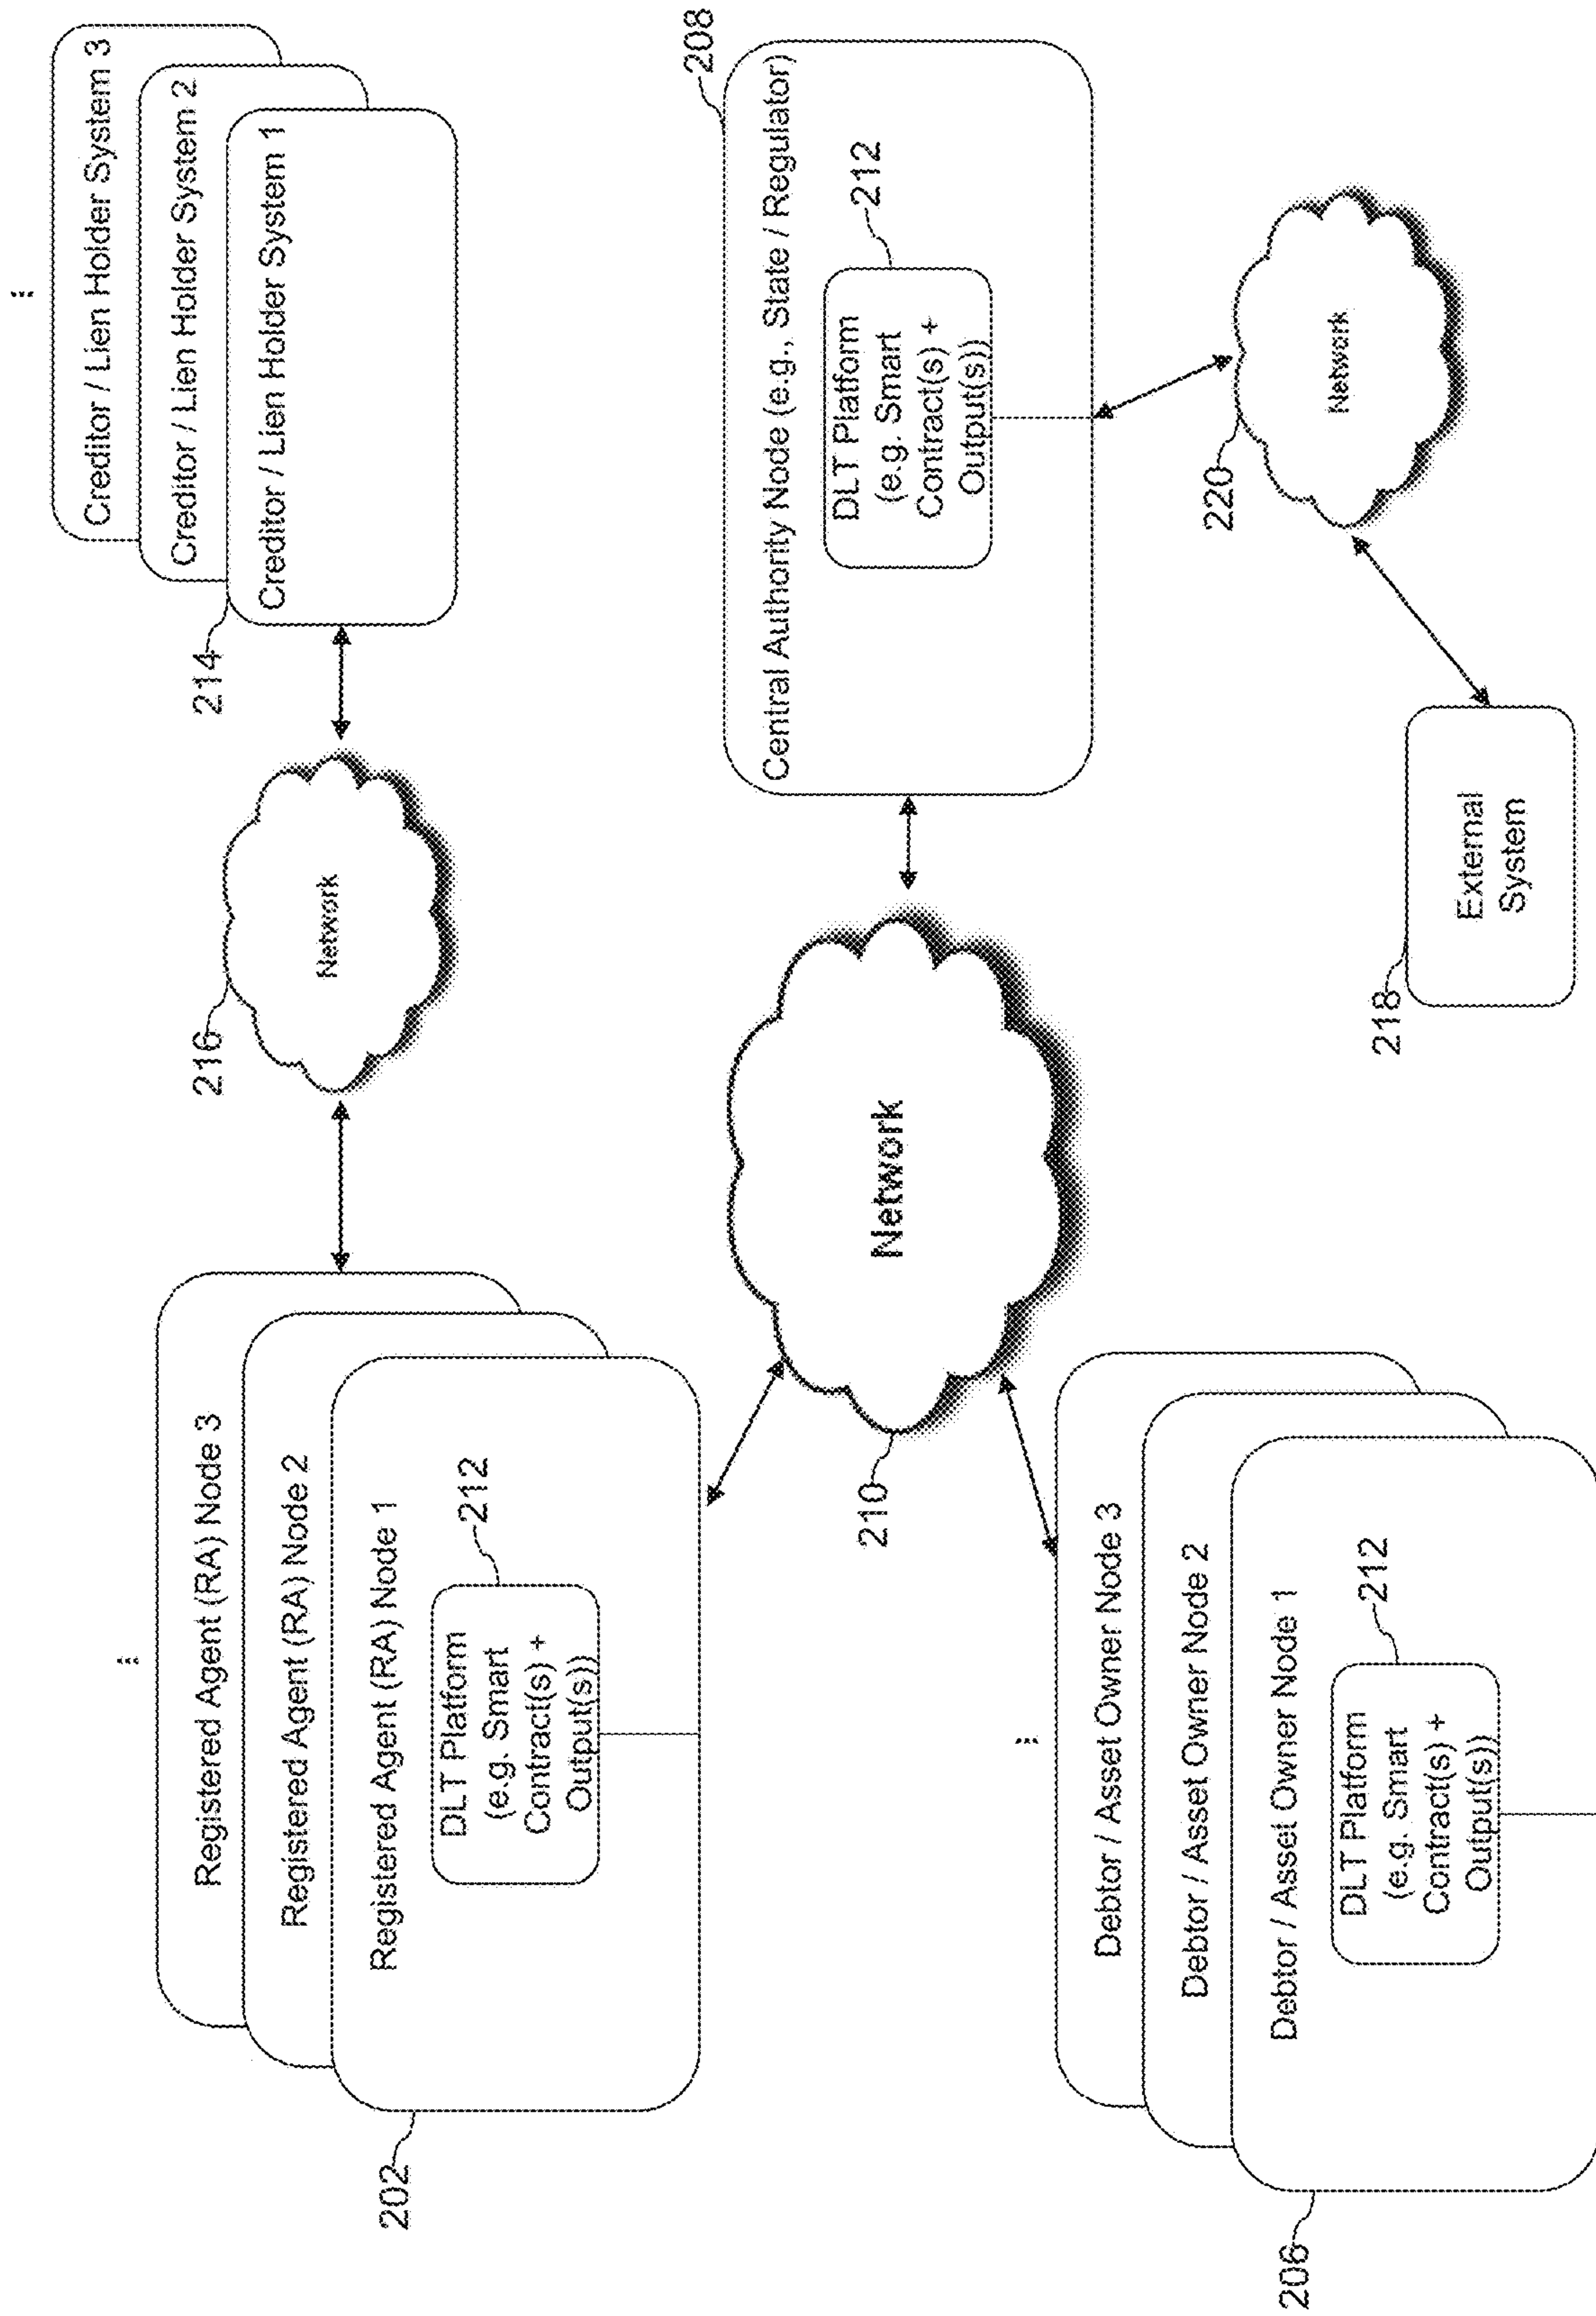 Registered Agent (RA) Node 3
Registered Agent (RA) Node 2
Registered Agent (RA) Node 1
DLT Platform
(e.g. Smart
Contract(s) +
Output(s))
212
202
216
Network
Creditor / Lien Holder System 3
Creditor / Lien Holder System 2
Creditor / Lien Holder System 1
214
Network
210
208
Central Authority Node (e.g., State / Regulator)
DLT Platform
(e.g. Smart
Contract(s) +
Output(s))
212
Debtor / Asset Owner Node 3
Debtor / Asset Owner Node 2
Debtor / Asset Owner Node 1
DLT Platform
(e.g. Smart
Contract(s) +
Output(s))
212
206
220
Network
218
External
System